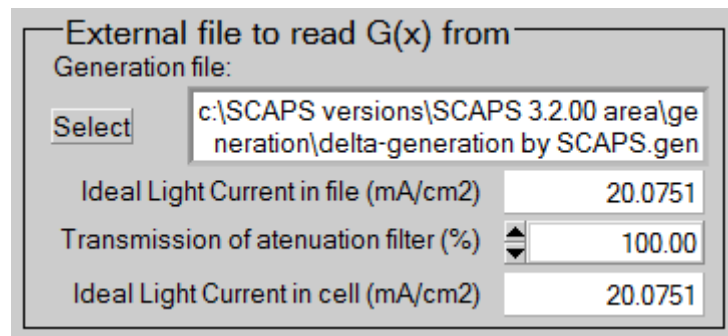 External file to read G(x) from
Generation file:
Select
c:\SCAPS versions\SCAPS 3.2.00 area\ge
neration\delta-generation by SCAPS.gen
Ideal Light Current in file (mA/cm2) 20.0751
Transmission of atenuation filter (%) 100.00
Ideal Light Current in cell (mA/cm2) 20.0751